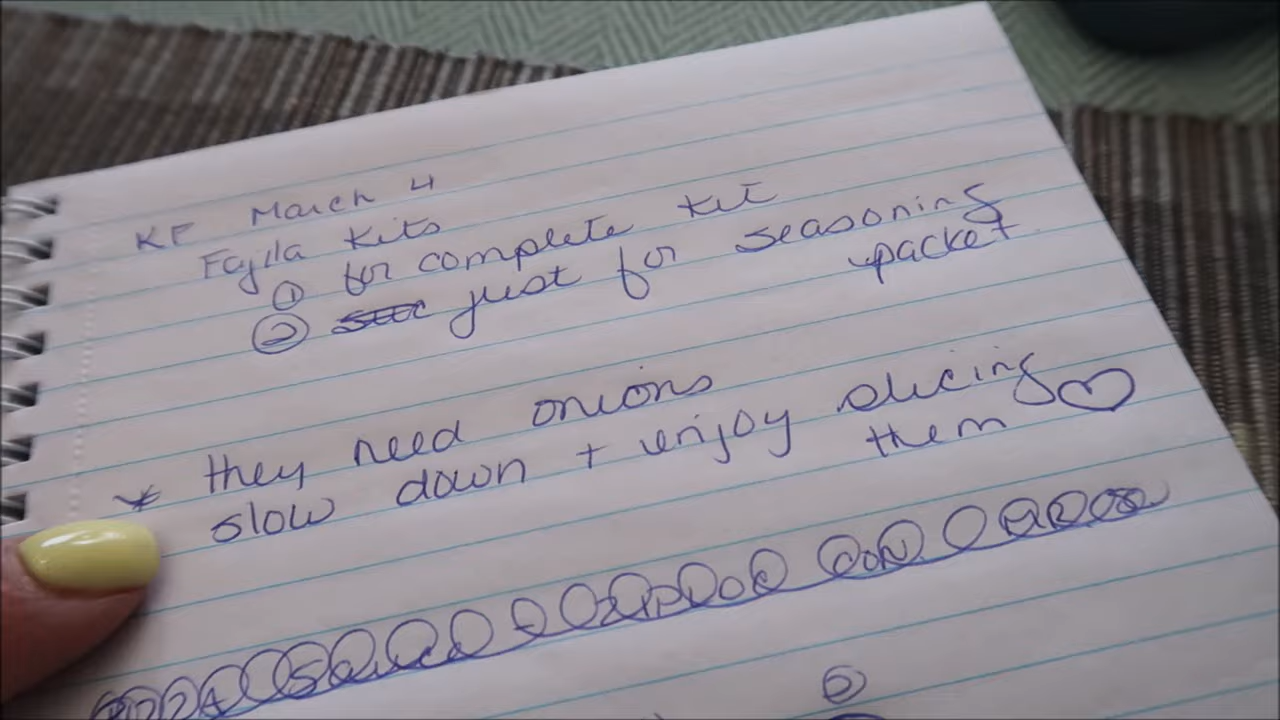 KF March 4
Fajita Kits
① for complete kit
② just for seasoning
packet
* they need onions
slow down + enjoy slicing ♡
them